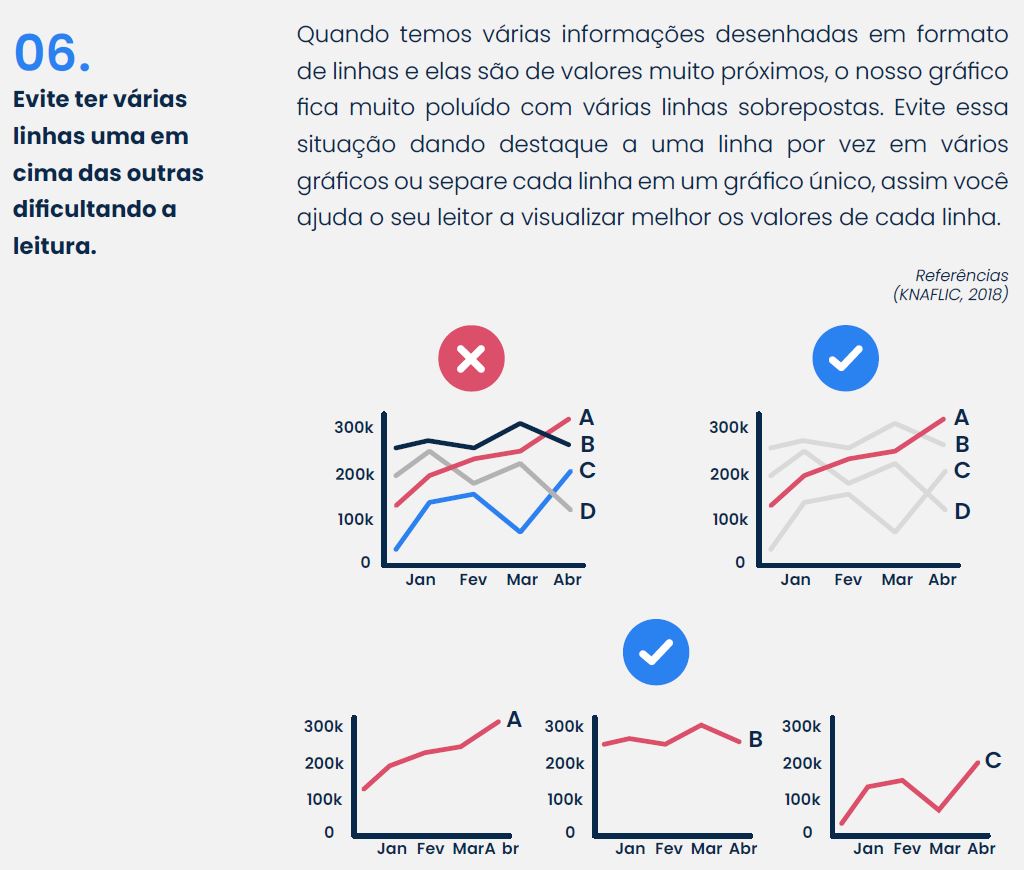 06.
Evite ter várias
linhas uma em
cima das outras
dificultando a
leitura.
Quando temos várias informações desenhadas em formato
de linhas e elas são de valores muito próximos, o nosso gráfico
fica muito poluído com várias linhas sobrepostas. Evite essa
situação dando destaque a uma linha por vez em vários
gráficos ou separe cada linha em um gráfico único, assim você
ajuda o seu leitor a visualizar melhor os valores de cada linha.
Referências
(KNAFLIC, 2018)
300k
200k
100k
0
Jan Fev Mar Abr
A
B
C
D
300k
200k
100k
0
Jan Fev Mar Abr
A
B
C
D
300k
200k
100k
0
Jan Fev MarA br
A
300k
200k
100k
0
Jan Fev Mar Abr
B
300k
200k
100k
0
Jan Fev Mar Abr
C